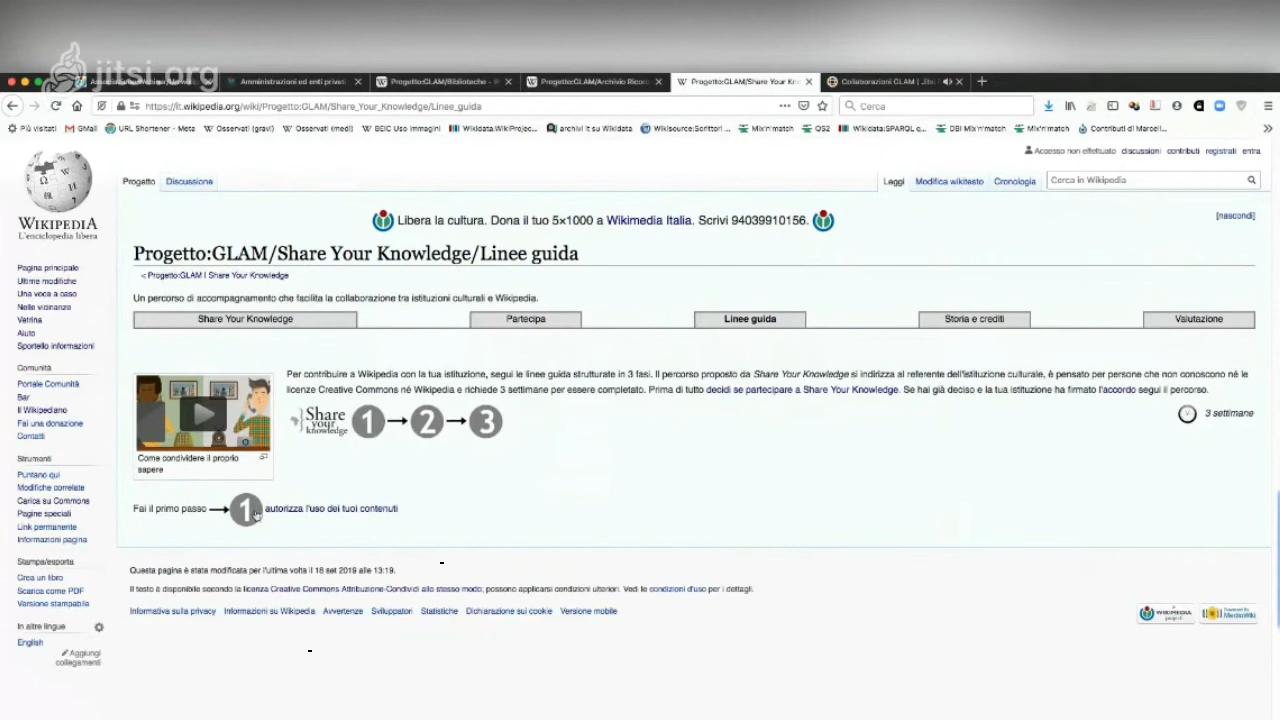 jitsi.org
Amministrazioni ed enti privati
Progetto:GLAM/Biblioteche - W
Progetto:GLAM/Archivio Ricor
Progetto:GLAM/Share Your Kno
Collaborazioni GLAM | Jits
https://it.wikipedia.org/wiki/Progetto:GLAM/Share_Your_Knowledge/Linee_guida
Cerca
Più visitati
GMail
URL Shortener - Meta
Osservati (gravi)
Osservati (medi)
BEIC Uso immagini
Wikidata:WikiProjec...
archivi it su Wikidata
Wikisource:Scrittori ...
Mix'n'match
QS2
Wikidata:SPARQL q...
DBI Mix'n'match
Mix'n'match
Contributi di Marcell...
Accesso non effettuato discussioni contributi registrati entra
Progetto Discussione
Leggi Modifica wikitesto Cronologia Cerca in Wikipedia
WIKIPEDIA
L'enciclopedia libera
Libera la cultura. Dona il tuo 5×1000 a Wikimedia Italia. Scrivi 94039910156.
[nascondi]
Progetto:GLAM/Share Your Knowledge/Linee guida
< Progetto:GLAM | Share Your Knowledge
Un percorso di accompagnamento che facilita la collaborazione tra istituzioni culturali e Wikipedia.
Share Your Knowledge Partecipa Linee guida Storia e crediti Valutazione
Per contribuire a Wikipedia con la tua istituzione, segui le linee guida strutturate in 3 fasi. Il percorso proposto da Share Your Knowledge si indirizza al referente dell'istituzione culturale, è pensato per persone che non conoscono né le
licenze Creative Commons né Wikipedia e richiede 3 settimane per essere completato. Prima di tutto decidi se partecipare a Share Your Knowledge. Se hai già deciso e la tua istituzione ha firmato l'accordo segui il percorso.
Share your knowledge 1 2 3
3 settimane
Come condividere il proprio
sapere
Fai il primo passo 1 autorizza l'uso dei tuoi contenuti
Questa pagina è stata modificata per l'ultima volta il 18 set 2019 alle 13:19.
Il testo è disponibile secondo la licenza Creative Commons Attribuzione-Condividi allo stesso modo; possono applicarsi condizioni ulteriori. Vedi le condizioni d'uso per i dettagli.
Informativa sulla privacy Informazioni su Wikipedia Avvertenze Sviluppatori Statistiche Dichiarazione sui cookie Versione mobile
A WIKIMEDIA project
Powered By MediaWiki
Pagina principale
Ultime modifiche
Una voce a caso
Nelle vicinanze
Vetrina
Aiuto
Sportello informazioni
Comunità
Portale Comunità
Bar
Il Wikipediano
Fai una donazione
Contatti
Strumenti
Puntano qui
Modifiche correlate
Carica su Commons
Pagine speciali
Link permanente
Informazioni pagina
Stampa/esporta
Crea un libro
Scarica come PDF
Versione stampabile
In altre lingue
English
Aggiungi
collegamenti